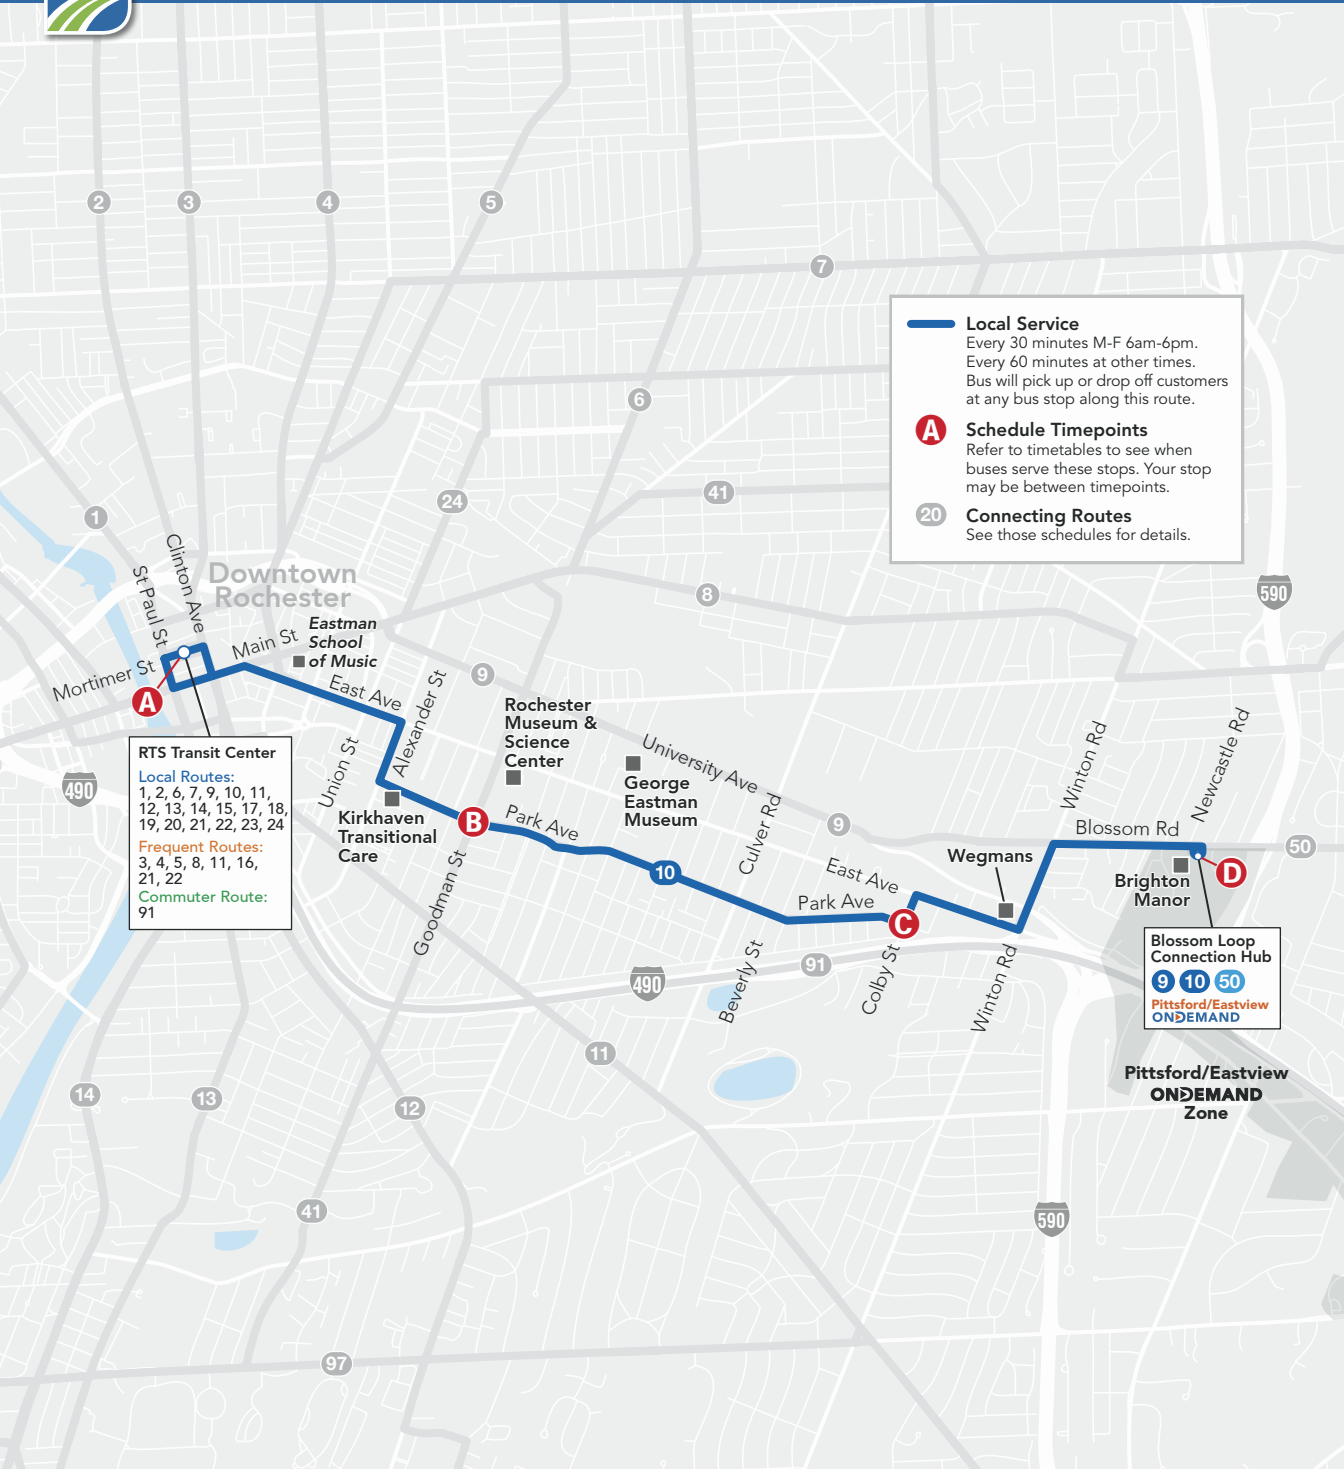 2
3
4
5
7
Local Service
Every 30 minutes M-F 6am-6pm.
Every 60 minutes at other times.
Bus will pick up or drop off customers
at any bus stop along this route.
A
Schedule Timepoints
Refer to timetables to see when
buses serve these stops. Your stop
may be between timepoints.
20
Connecting Routes
See those schedules for details.
6
24
41
1
8
590
Clinton Ave
St Paul St
Downtown
Rochester
Eastman
School
of Music
Main St
Mortimer St
A
East Ave
Alexander St
9
Union St
Rochester
Museum &
Science
Center
University Ave
George
Eastman
Museum
Winton Rd
Newcastle Rd
490
RTS Transit Center
Local Routes:
1, 2, 6, 7, 9, 10, 11,
12, 13, 14, 15, 17, 18,
19, 20, 21, 22, 23, 24
Frequent Routes:
3, 4, 5, 8, 11, 16,
21, 22
Commuter Route:
91
Kirkhaven
Transitional
Care
B
Park Ave
Goodman St
10
Culver Rd
9
Blossom Rd
50
Wegmans
East Ave
Park Ave
C
Brighton
Manor
D
Blossom Loop
Connection Hub
9 10 50
Pittsford/Eastview
ONDEMAND
490
Beverly St
91
Colby St
Winton Rd
11
Pittsford/Eastview
ONDEMAND
Zone
14
13
12
41
590
97